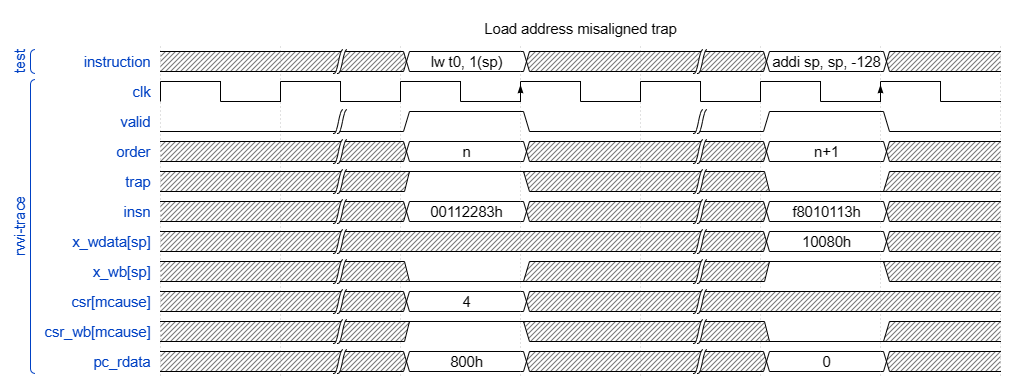 Load address misaligned trap
test
instruction lw t0, 1(sp) addi sp, sp, -128
rvvi-trace
clk
valid
order n n+1
trap
insn 00112283h f8010113h
x_wdata[sp] 10080h
x_wb[sp]
csr[mcause] 4
csr_wb[mcause]
pc_rdata 800h 0